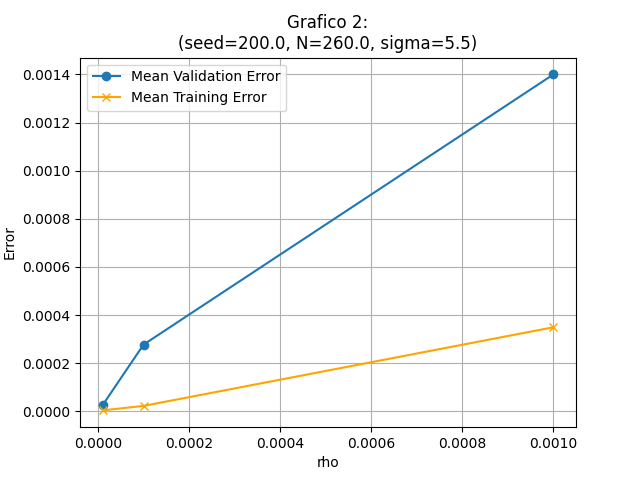 Grafico 2:
(seed=200.0, N=260.0, sigma=5.5)
Mean Validation Error
Mean Training Error
0.0014
0.0012
0.0010
0.0008
0.0006
0.0004
0.0002
0.0000
Error
0.0000 0.0002 0.0004 0.0006 0.0008 0.0010
rho